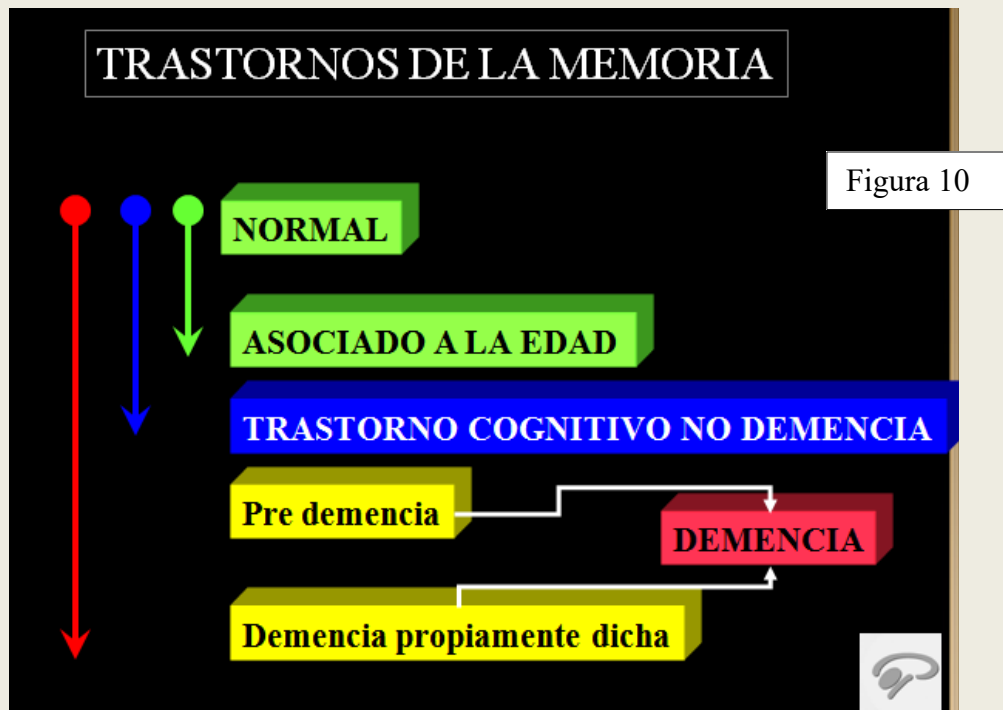 TRASTORNOS DE LA MEMORIA
Figura 10
NORMAL
ASOCIADO A LA EDAD
TRASTORNO COGNITIVO NO DEMENCIA
Pre demencia
DEMENCIA
Demencia propiamente dicha